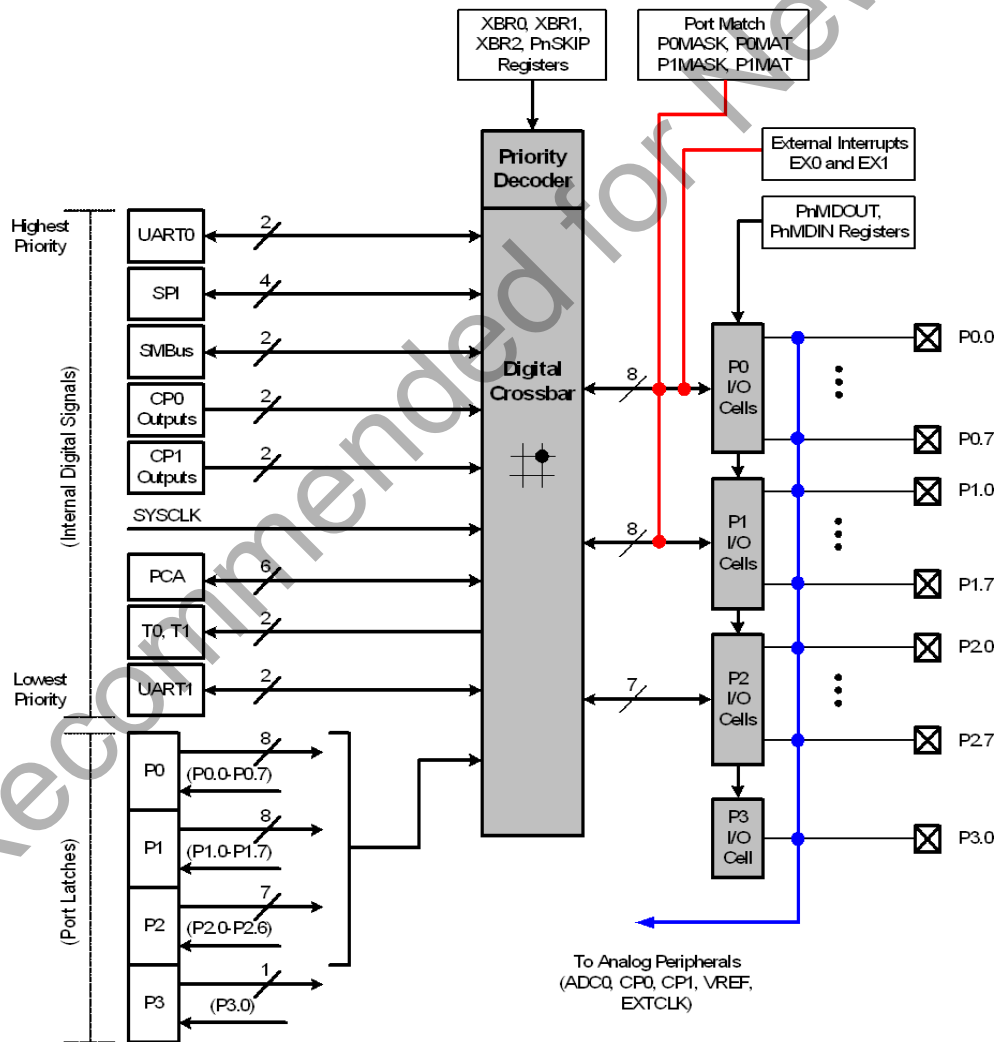 XBR0, XBR1,
XBR2, PnSKIP
Registers
Port Match
P0MASK, P0MAT
P1MASK, P1MAT
External Interrupts
EX0 and EX1
PnMDOUT,
PnMDIN Registers
Priority
Decoder
Digital
Crossbar
Highest
Priority
(Internal Digital Signals)
Lowest
Priority
UART0
2
SPI
4
SMBus
2
CP0
Outputs
2
CP1
Outputs
2
SYSCLK
PCA
6
T0, T1
2
UART1
2
(Port Latches)
P0
8
(P0.0-P0.7)
P1
8
(P1.0-P1.7)
P2
7
(P2.0-P2.6)
P3
1
(P3.0)
8
8
7
P0
I/O
Cells
P1
I/O
Cells
P2
I/O
Cells
P3
I/O
Cell
P0.0
P0.7
P1.0
P1.7
P2.0
P2.7
P3.0
To Analog Peripherals
(ADC0, CP0, CP1, VREF,
EXTCLK)
Recommended for New